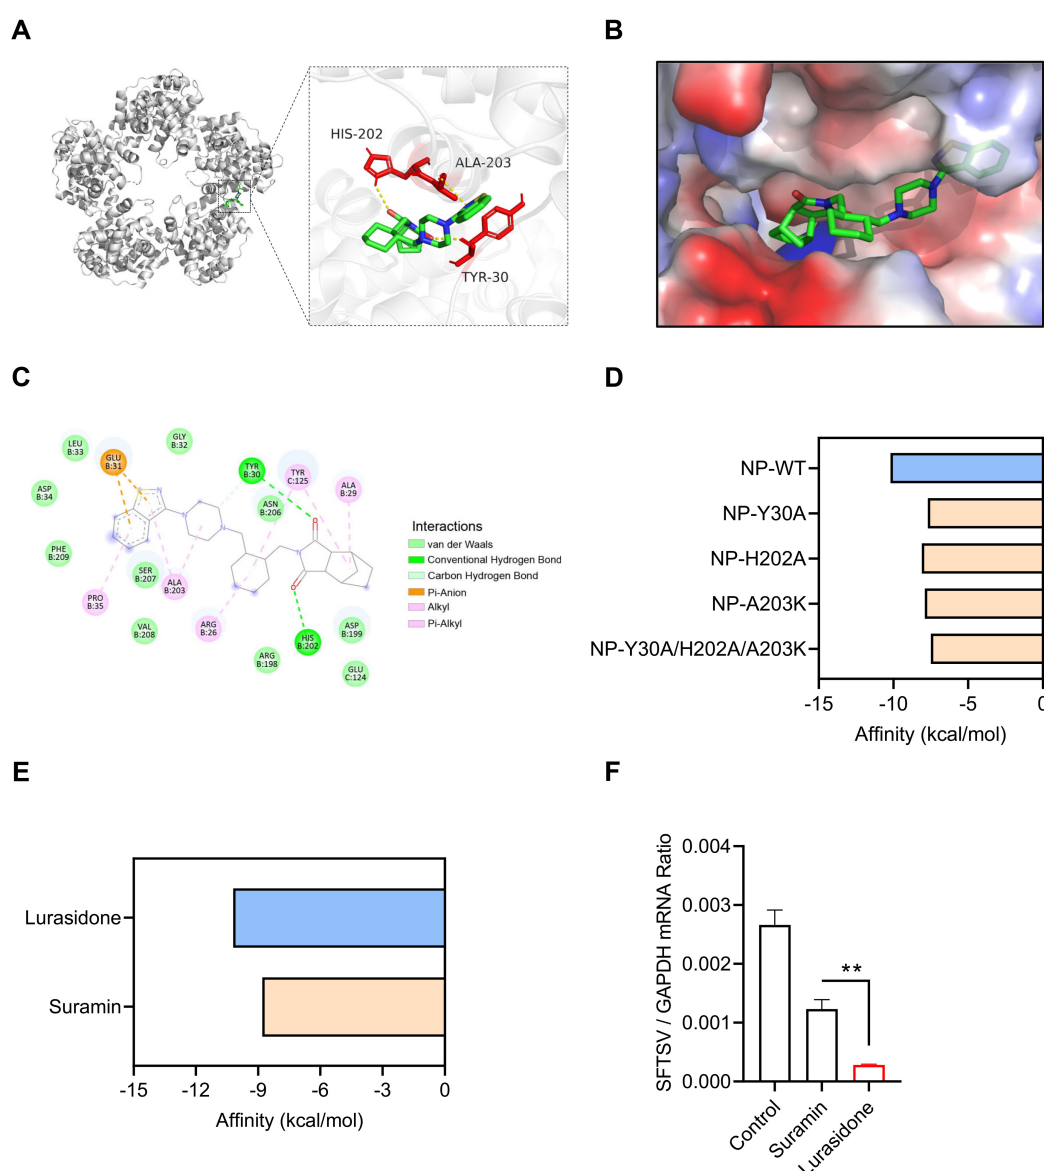 A
B
HIS-202
ALA-203
TYR-30
C
D
LEU
B:33
GLU
B:31
GLY
B:32
TYR
B:30
TYR
C:125
ALA
B:29
ASP
B:34
ASN
B:206
PHE
B:209
SER
B:207
ALA
B:203
PRO
B:35
VAL
B:208
ARG
B:26
ARG
B:198
HIS
B:202
ASP
B:199
GLU
C:124
S
N
N
N
N
O
O
Interactions
van der Waals
Conventional Hydrogen Bond
Carbon Hydrogen Bond
Pi-Anion
Alkyl
Pi-Alkyl
NP-WT
NP-Y30A
NP-H202A
NP-A203K
NP-Y30A/H202A/A203K
-15 -10 -5 0
Affinity (kcal/mol)
E
F
Lurasidone
Suramin
-15 -12 -9 -6 -3 0
Affinity (kcal/mol)
SFTSV / GAPDH mRNA Ratio
0.004
0.003
0.002
0.001
0.000
**
Control
Suramin
Lurasidone